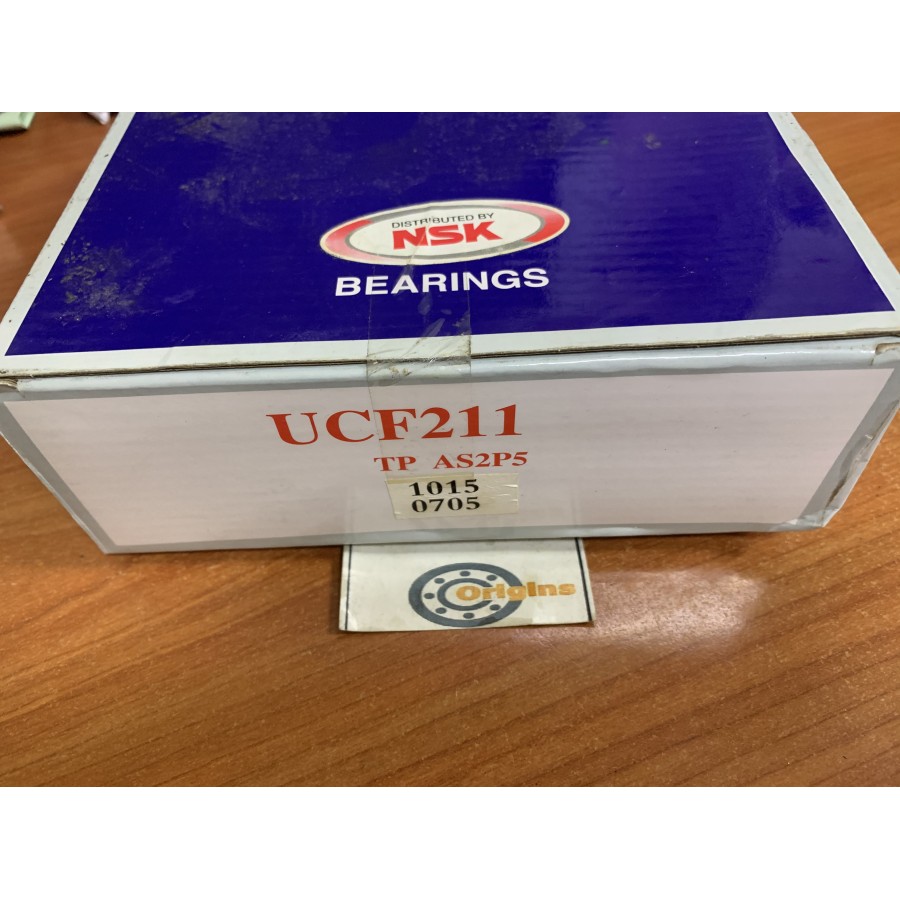 DISTRIBUTED BY
NSK
BEARINGS
UCF211
TP AS2P5
1015
0705
Origins